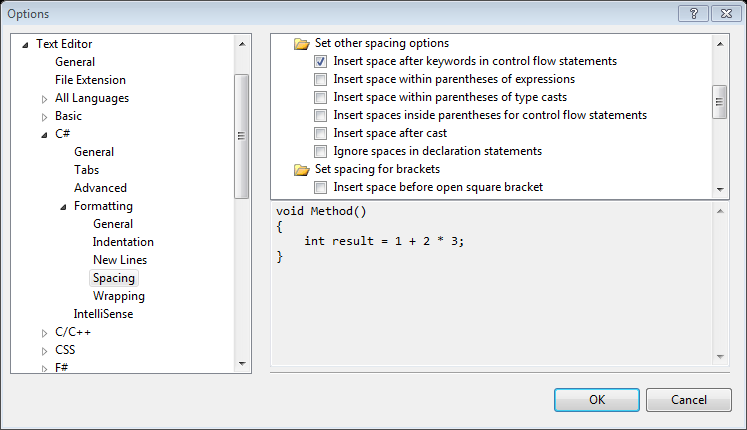 Options
Text Editor
General
File Extension
All Languages
Basic
C#
General
Tabs
Advanced
Formatting
General
Indentation
New Lines
Spacing
Wrapping
IntelliSense
C/C++
CSS
F#
Set other spacing options
Insert space after keywords in control flow statements
Insert space within parentheses of expressions
Insert space within parentheses of type casts
Insert spaces inside parentheses for control flow statements
Insert space after cast
Ignore spaces in declaration statements
Set spacing for brackets
Insert space before open square bracket
void Method()
{
    int result = 1 + 2 * 3;
}
OK
Cancel